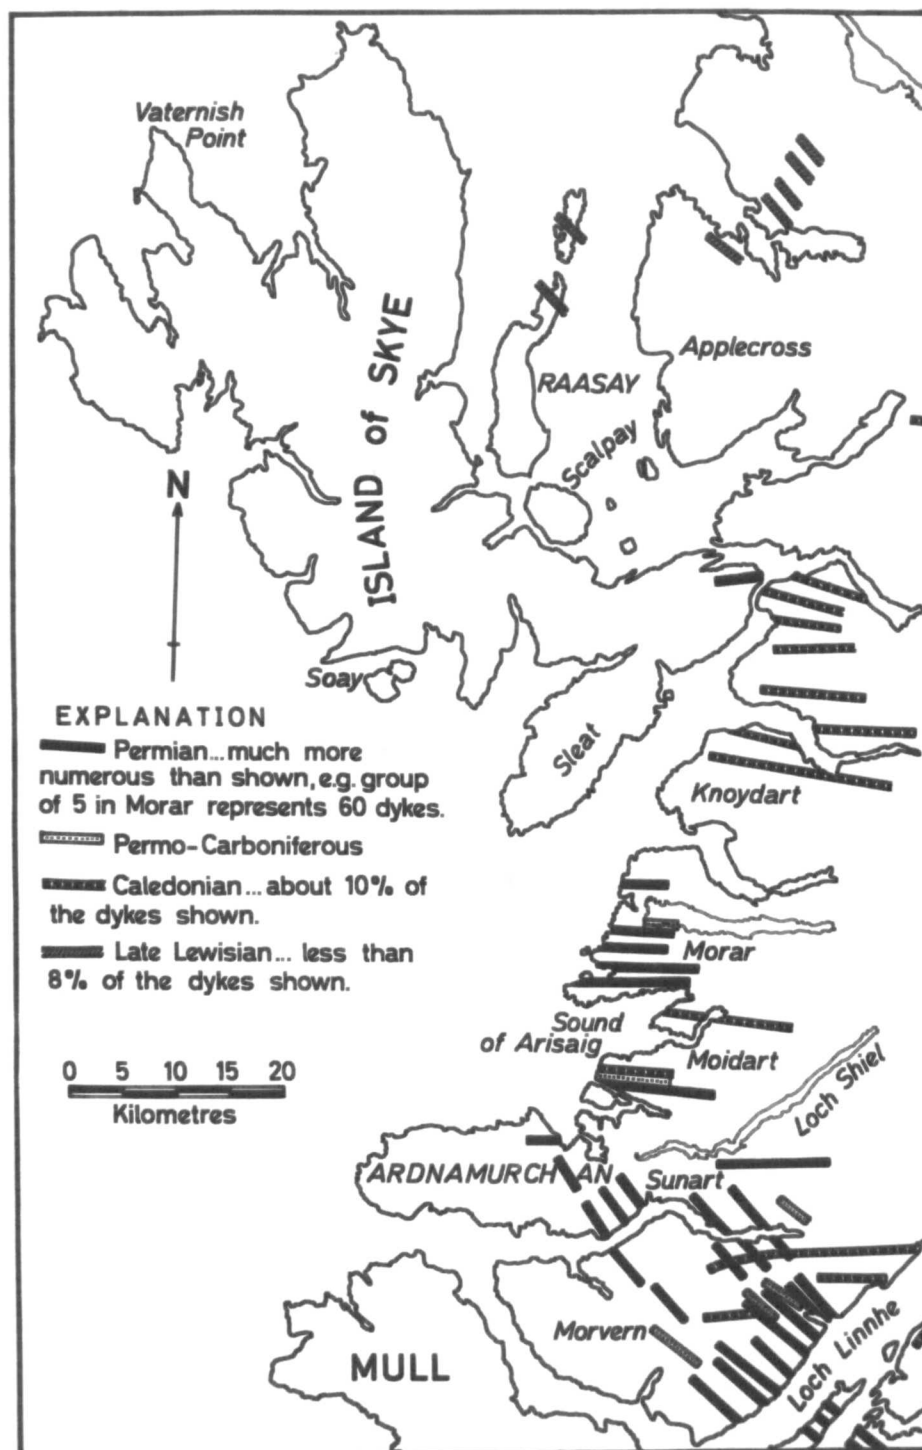 Vaternish
Point
ISLAND of SKYE
RAASAY
Applecross
Scalpay
N
Soay
Sleat
EXPLANATION
Permian...much more
numerous than shown, e.g. group
of 5 in Morar represents 60 dykes.
Permo-Carboniferous
Caledonian...about 10% of
the dykes shown.
Late Lewisian... less than
8% of the dykes shown.
Knoydart
Morar
Sound
of Arisaig
Moidart
Loch Shiel
0 5 10 15 20
Kilometres
ARDNAMURCHAN
Sunart
Morvern
MULL
Loch Linnhe